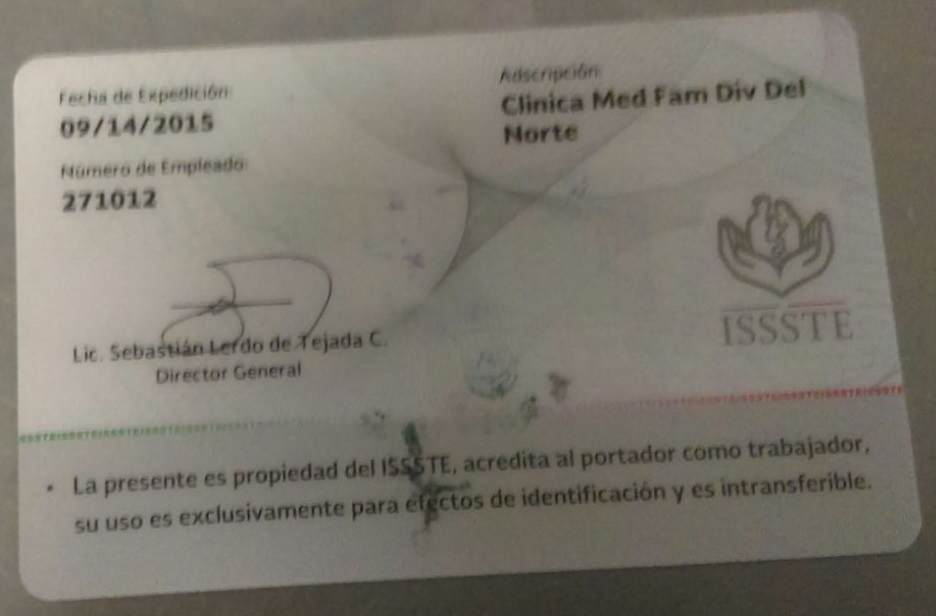 Fecha de Expedición:
09/14/2015
Número de Empleado:
271012
Adscripción:
Clinica Med Fam Div Del
Norte
ISSSTE
Lic. Sebastián Lerdo de Tejada C.
Director General
La presente es propiedad del ISSSTE, acredita al portador como trabajador,
su uso es exclusivamente para efectos de identificación y es intransferible.